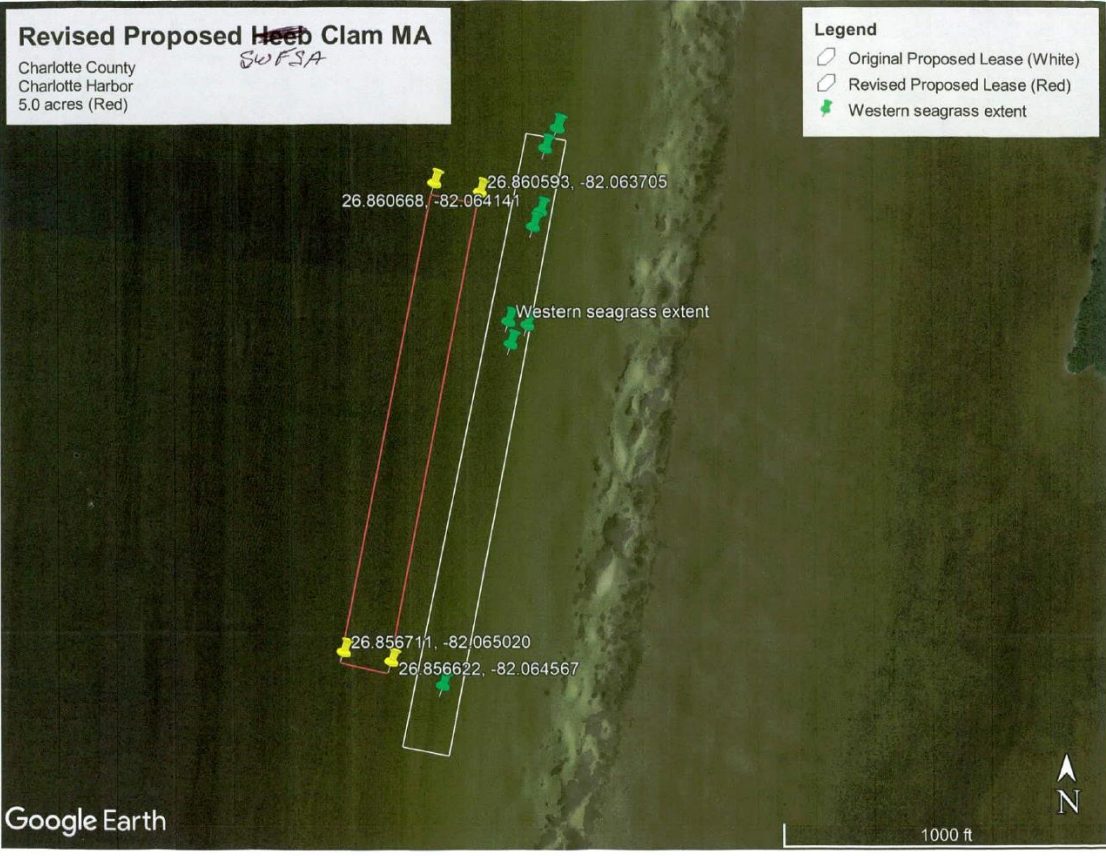 Revised Proposed Heeb Clam MA
SWFSA
Charlotte County
Charlotte Harbor
5.0 acres (Red)
Legend
Original Proposed Lease (White)
Revised Proposed Lease (Red)
Western seagrass extent
26.860593, -82.063705
26.860668, -82.064141
Western seagrass extent
26.856711, -82.065020
26.856622, -82.064567
N
Google Earth
1000 ft